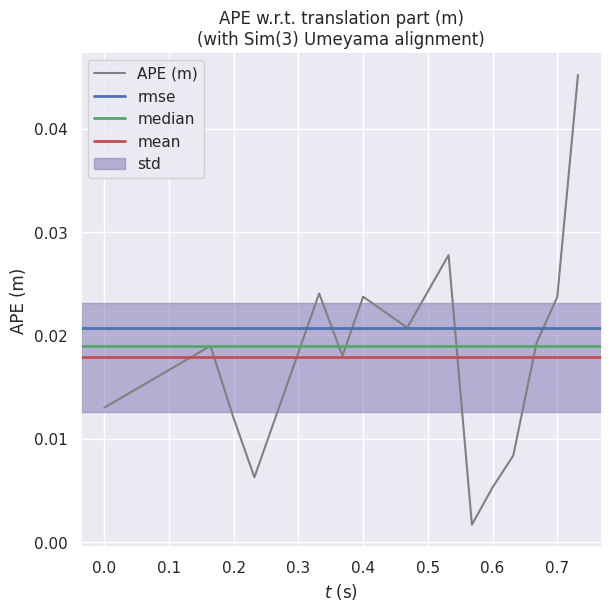 APE w.r.t. translation part (m)
(with Sim(3) Umeyama alignment)
APE (m)
rmse
median
mean
std
APE (m)
0.04
0.03
0.02
0.01
0.00
0.0 0.1 0.2 0.3 0.4 0.5 0.6 0.7
t (s)